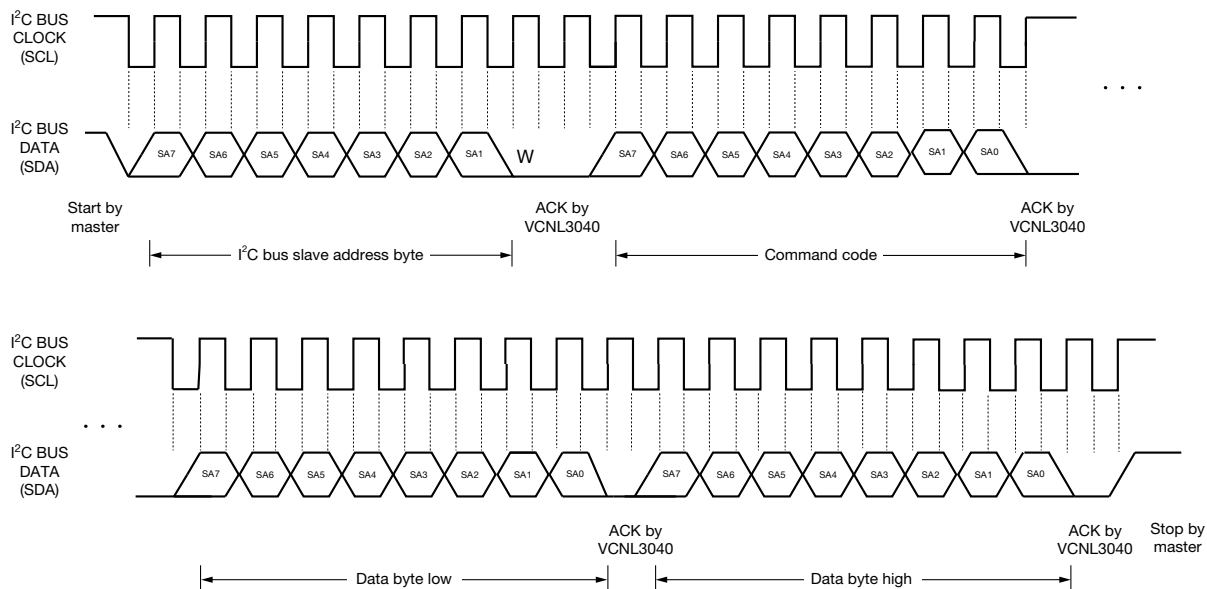 I²C BUS
CLOCK
(SCL)
. . .
I²C BUS
DATA
(SDA)
SA7 SA6 SA5 SA4 SA3 SA2 SA1 W SA7 SA6 SA5 SA4 SA3 SA2 SA1 SA0
Start by
master
ACK by
VCNL3040
ACK by
VCNL3040
I²C bus slave address byte
Command code
I²C BUS
CLOCK
(SCL)
. . .
I²C BUS
DATA
(SDA)
SA7 SA6 SA5 SA4 SA3 SA2 SA1 SA0 SA7 SA6 SA5 SA4 SA3 SA2 SA1 SA0
ACK by
VCNL3040
ACK by
VCNL3040
Stop by
master
Data byte low
Data byte high